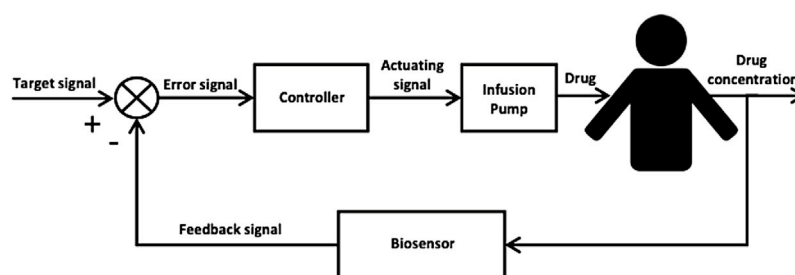 Target signal
+
-
Error signal
Controller
Actuating
signal
Infusion
Pump
Drug
Drug
concentration
Feedback signal
Biosensor